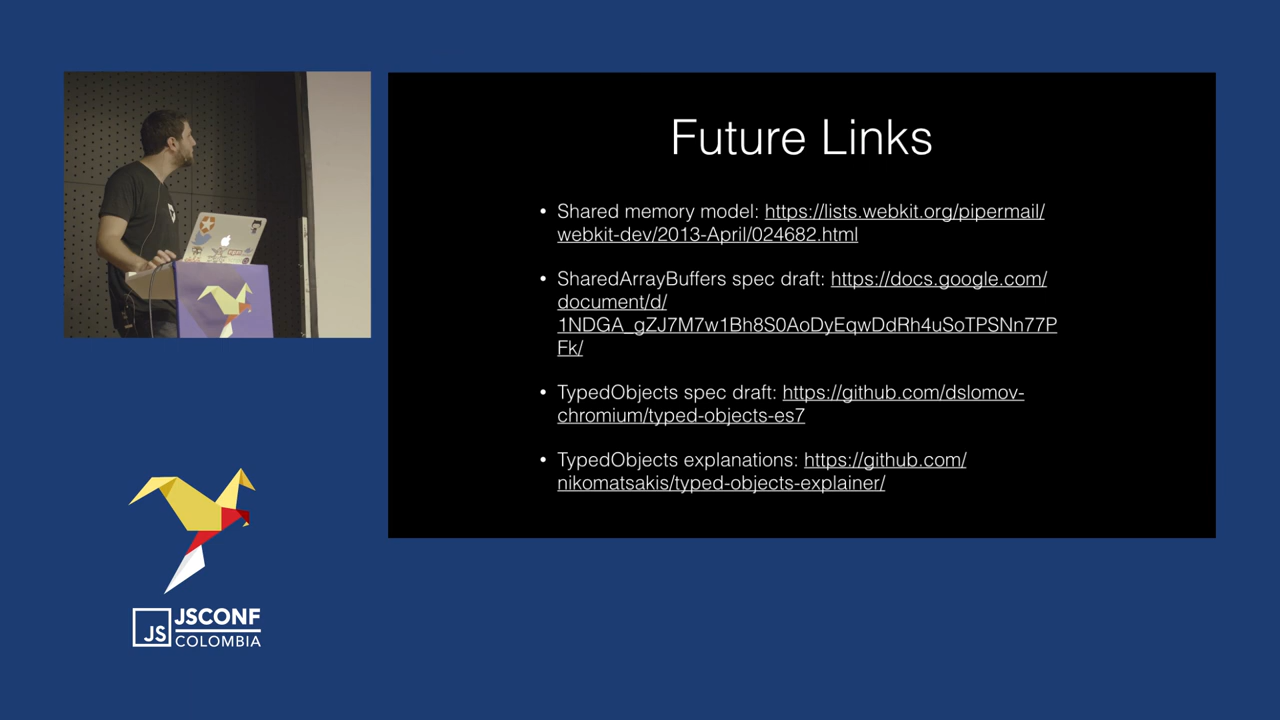 Future Links
• Shared memory model: https://lists.webkit.org/pipermail/
webkit-dev/2013-April/024682.html
• SharedArrayBuffers spec draft: https://docs.google.com/
document/d/
1NDGA_gZJ7M7w1Bh8S0AoDyEqwDdRh4uSoTPSNn77P
Fk/
• TypedObjects spec draft: https://github.com/dslomov-
chromium/typed-objects-es7
• TypedObjects explanations: https://github.com/
nikomatsakis/typed-objects-explainer/
JS
JSCONF
COLOMBIA